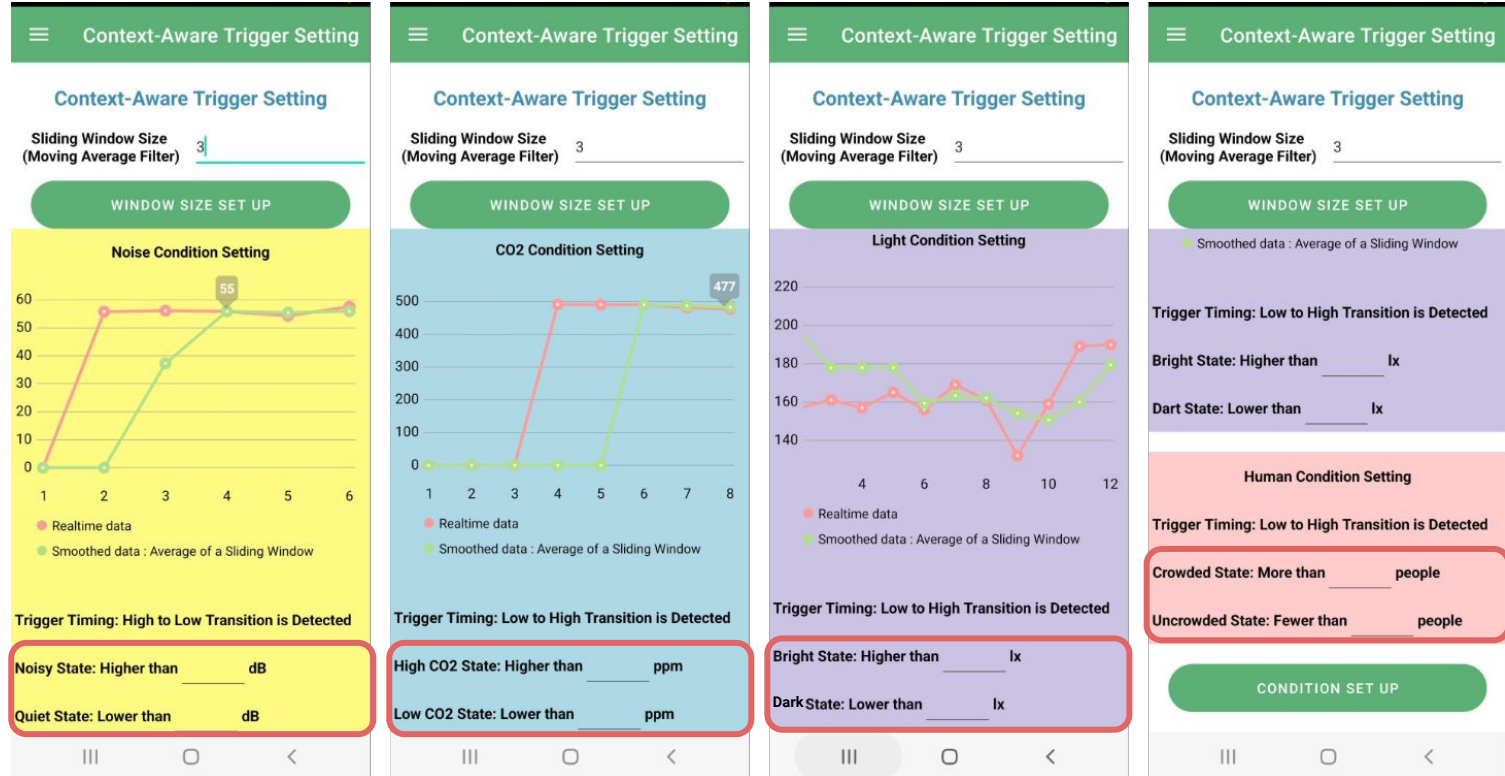 Context-Aware Trigger Setting
Context-Aware Trigger Setting
Sliding Window Size
(Moving Average Filter)
3
WINDOW SIZE SET UP
Noise Condition Setting
55
60
50
40
30
20
10
0
1 2 3 4 5 6
Realtime data
Smoothed data : Average of a Sliding Window
Trigger Timing: High to Low Transition is Detected
Noisy State: Higher than dB
Quiet State: Lower than dB
Context-Aware Trigger Setting
Context-Aware Trigger Setting
Sliding Window Size
(Moving Average Filter)
3
WINDOW SIZE SET UP
CO2 Condition Setting
477
500
400
300
200
100
0
1 2 3 4 5 6 7 8
Realtime data
Smoothed data : Average of a Sliding Window
Trigger Timing: Low to High Transition is Detected
High CO2 State: Higher than ppm
Low CO2 State: Lower than ppm
Context-Aware Trigger Setting
Context-Aware Trigger Setting
Sliding Window Size
(Moving Average Filter)
3
WINDOW SIZE SET UP
Light Condition Setting
220
200
180
160
140
4 6 8 10 12
Realtime data
Smoothed data : Average of a Sliding Window
Trigger Timing: Low to High Transition is Detected
Bright State: Higher than lx
Dark State: Lower than lx
Context-Aware Trigger Setting
Context-Aware Trigger Setting
Sliding Window Size
(Moving Average Filter)
3
WINDOW SIZE SET UP
Smoothed data : Average of a Sliding Window
Trigger Timing: Low to High Transition is Detected
Bright State: Higher than lx
Dart State: Lower than lx
Human Condition Setting
Trigger Timing: Low to High Transition is Detected
Crowded State: More than people
Uncrowded State: Fewer than people
CONDITION SET UP